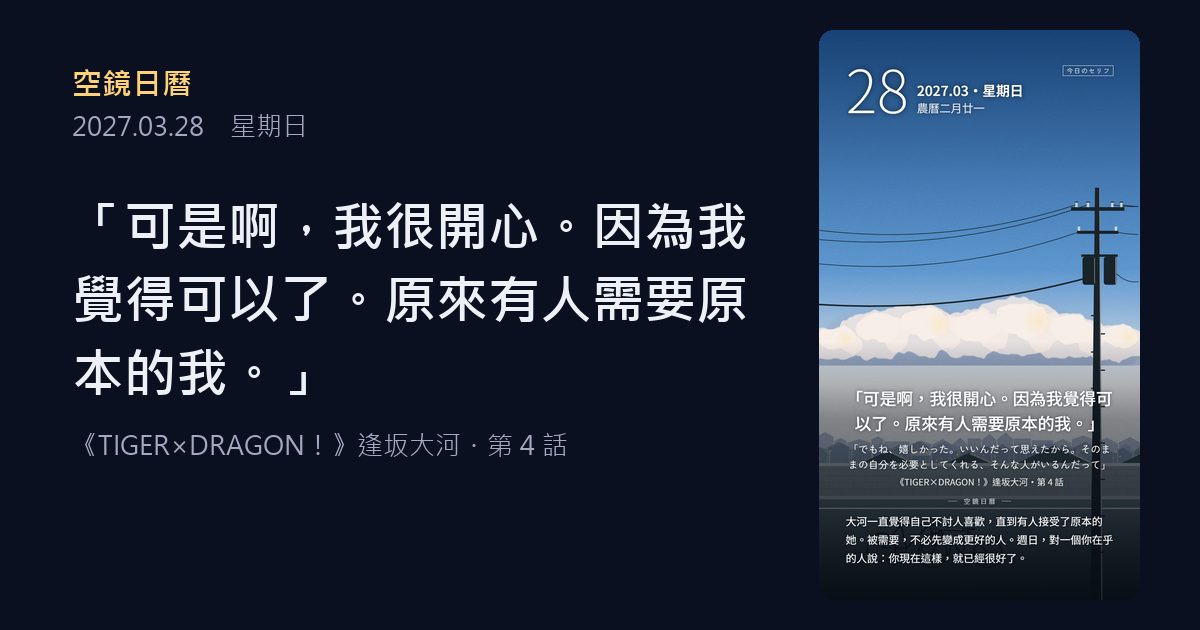 空鏡日曆
2027.03.28　星期日
「可是啊，我很開心。因為我
覺得可以了。原來有人需要原
本的我。」
《TIGER×DRAGON！》逢坂大河・第 4 話
28
2027.03・星期日
農曆二月廿一
今日のセリフ
「可是啊，我很開心。因為我覺得可
以了。原來有人需要原本的我。」
「でもね、嬉しかった。いいんだって思えたから。そのま
まの自分を必要としてくれる、そんな人がいるんだって」
《TIGER×DRAGON！》逢坂大河・第 4 話
空鏡日曆
大河一直覺得自己不討人喜歡，直到有人接受了原本的
她。被需要，不必先變成更好的人。週日，對一個你在乎
的人說：你現在這樣，就已經很好了。